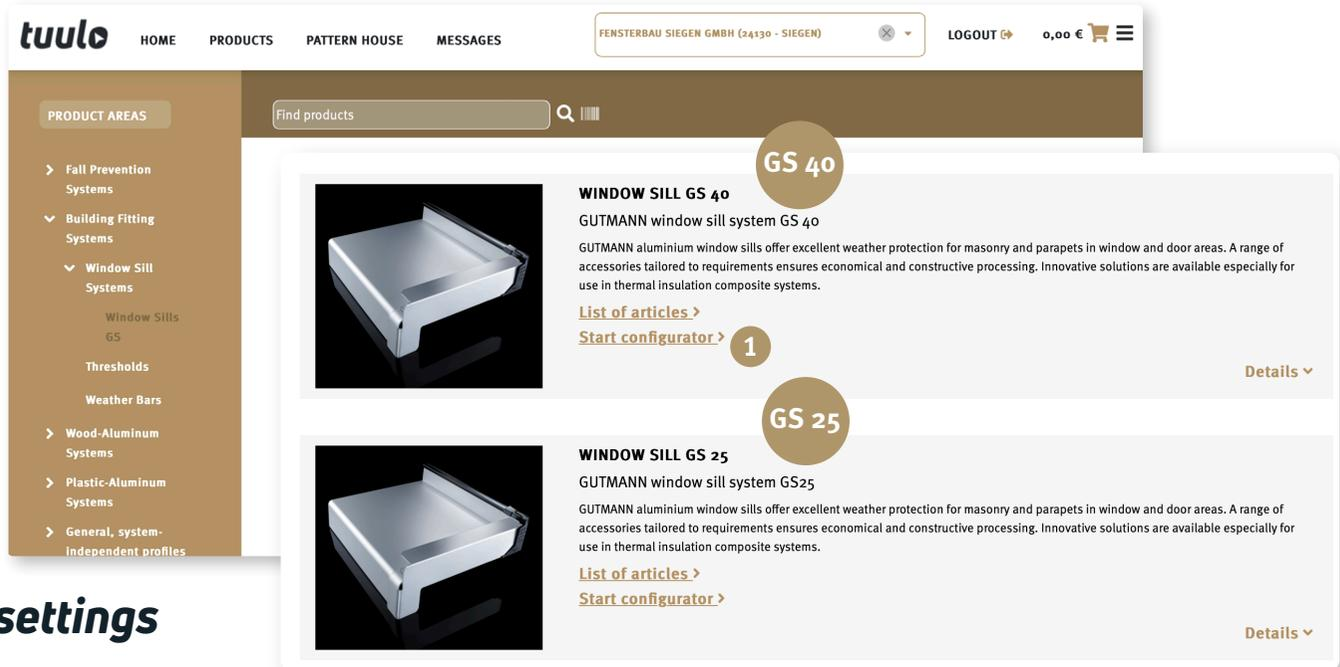 tuulo
HOME
PRODUCTS
PATTERN HOUSE
MESSAGES
FENSTERBAU SIEGEN GMBH (24130 - SIEGEN)
LOGOUT
0,00 €
PRODUCT AREAS
Find products
Fall Prevention
Systems
Building Fitting
Systems
Window Sill
Systems
Window Sills
GS
Thresholds
Weather Bars
Wood-Aluminum
Systems
Plastic-Aluminum
Systems
General, system-
independent profiles
GS 40
WINDOW SILL GS 40
GUTMANN window sill system GS 40
GUTMANN aluminium window sills offer excellent weather protection for masonry and parapets in window and door areas. A range of
accessories tailored to requirements ensures economical and constructive processing. Innovative solutions are available especially for
use in thermal insulation composite systems.
List of articles
Start configurator
1
Details
GS 25
WINDOW SILL GS 25
GUTMANN window sill system GS25
GUTMANN aluminium window sills offer excellent weather protection for masonry and parapets in window and door areas. A range of
accessories tailored to requirements ensures economical and constructive processing. Innovative solutions are available especially for
use in thermal insulation composite systems.
List of articles
Start configurator
Details
settings